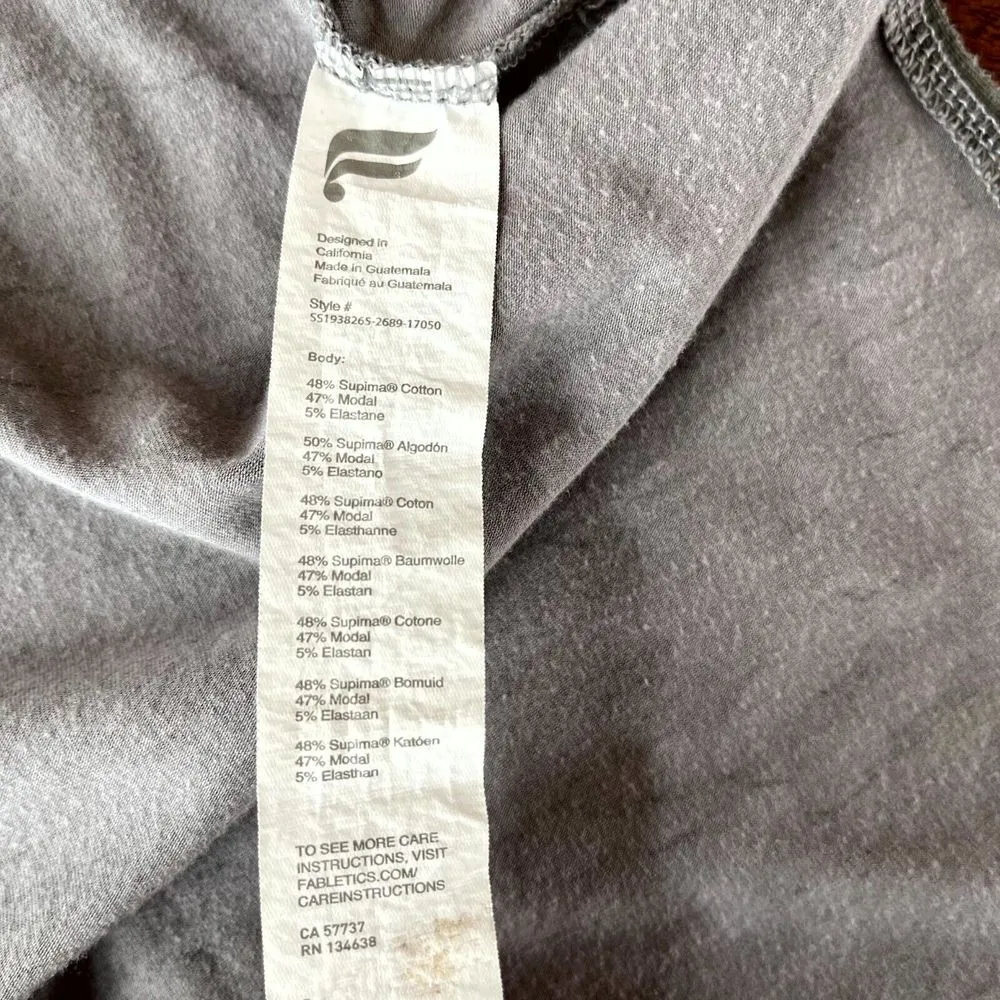 Designed in
California
Made in Guatemala
Fabriqué au Guatemala
Style #
SS1938265-2689-17050
Body:
48% Supima® Cotton
47% Modal
5% Elastane
50% Supima® Algodón
47% Modal
5% Elastano
48% Supima® Coton
47% Modal
5% Elasthanne
48% Supima® Baumwolle
47% Modal
5% Elastan
48% Supima® Cotone
47% Modal
5% Elastan
48% Supima® Bomuid
47% Modal
5% Elastaan
48% Supima® Katóen
47% Modal
5% Elasthan
TO SEE MORE CARE
INSTRUCTIONS, VISIT
FABLETICS.COM/
CAREINSTRUCTIONS
CA 57737
RN 134638